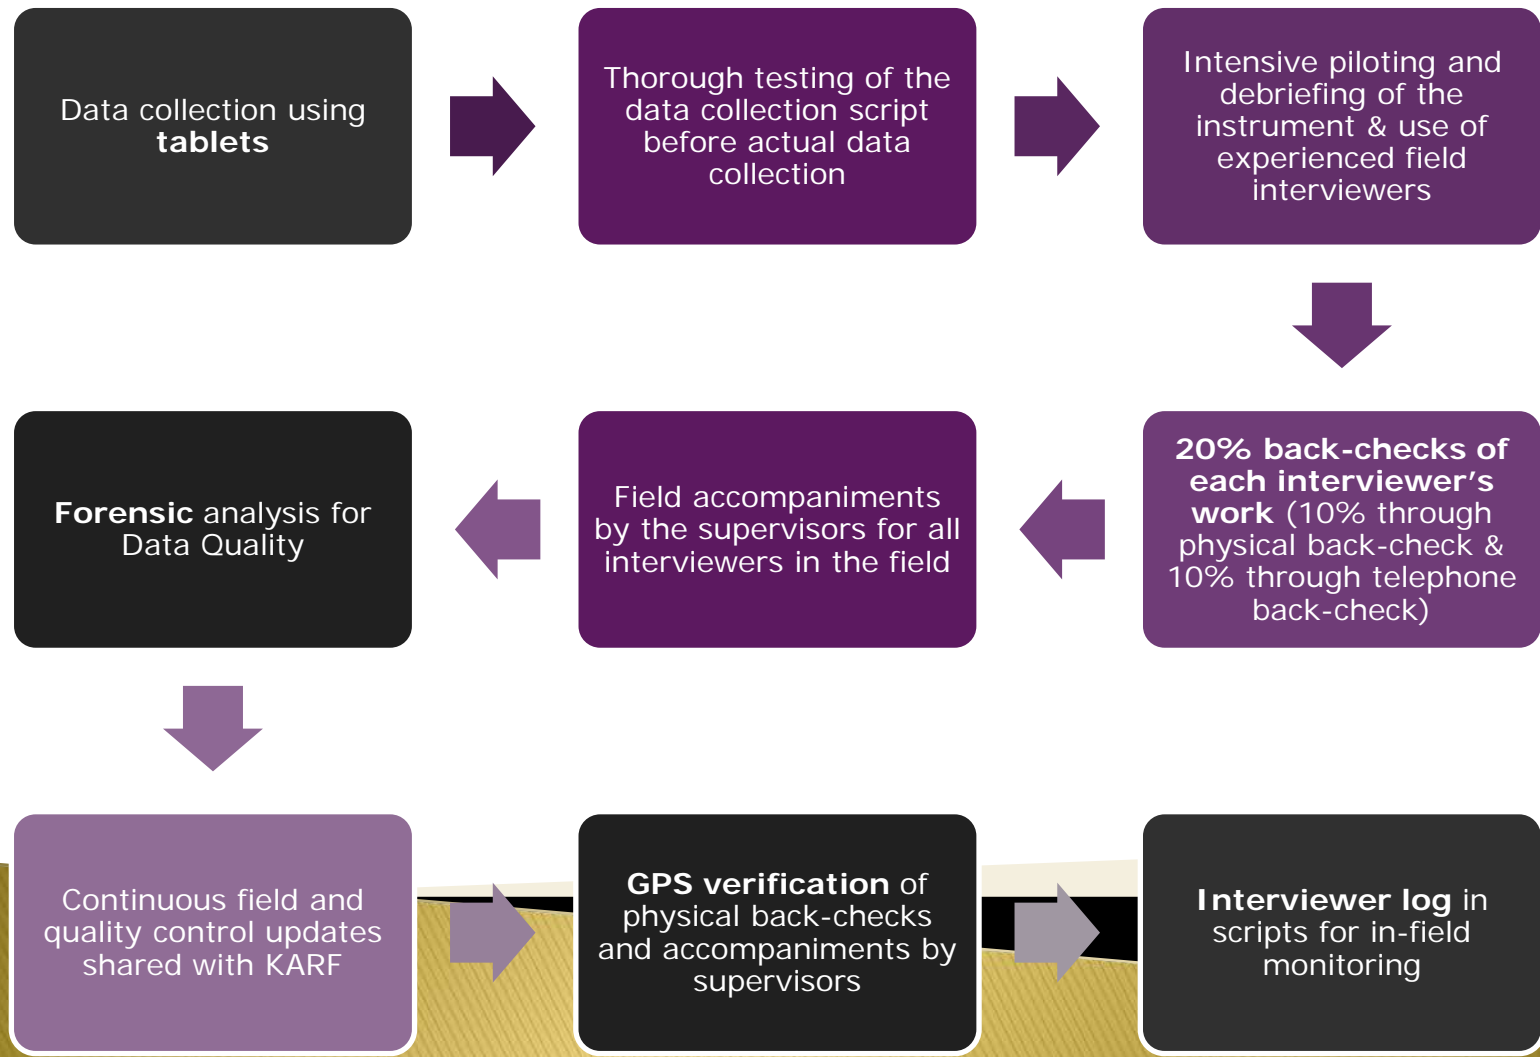 Data collection using
tablets
Thorough testing of the
data collection script
before actual data
collection
Intensive piloting and
debriefing of the
instrument & use of
experienced field
interviewers
20% back-checks of
each interviewer's
work (10% through
physical back-check &
10% through telephone
back-check)
Field accompaniments
by the supervisors for all
interviewers in the field
Forensic analysis for
Data Quality
Continuous field and
quality control updates
shared with KARF
GPS verification of
physical back-checks
and accompaniments by
supervisors
Interviewer log in
scripts for in-field
monitoring